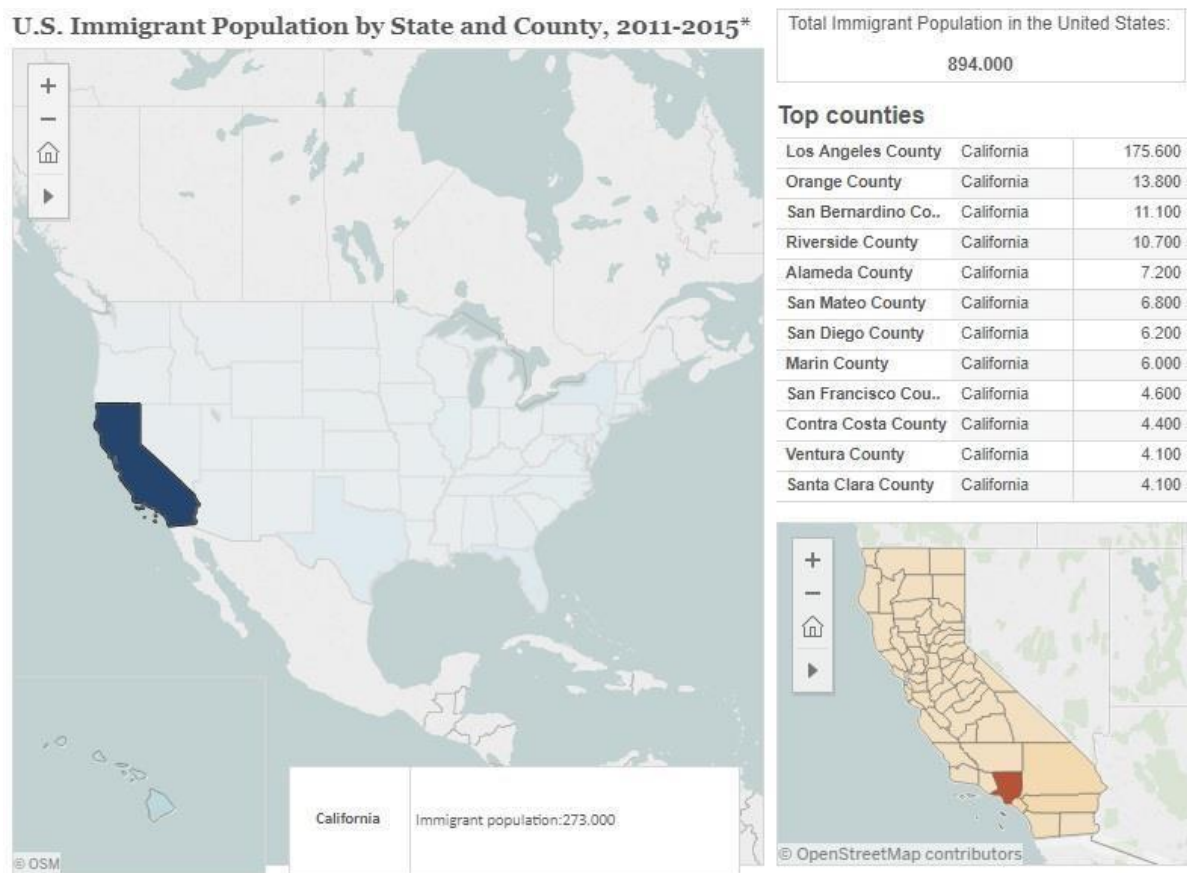 U.S. Immigrant Population by State and County, 2011-2015*
Total Immigrant Population in the United States:
894.000
Top counties
Los Angeles County California 175.600
Orange County California 13.800
San Bernardino Co.. California 11.100
Riverside County California 10.700
Alameda County California 7.200
San Mateo County California 6.800
San Diego County California 6.200
Marin County California 6.000
San Francisco Cou.. California 4.600
Contra Costa County California 4.400
Ventura County California 4.100
Santa Clara County California 4.100
California Immigrant population:273.000
© OSM
© OpenStreetMap contributors